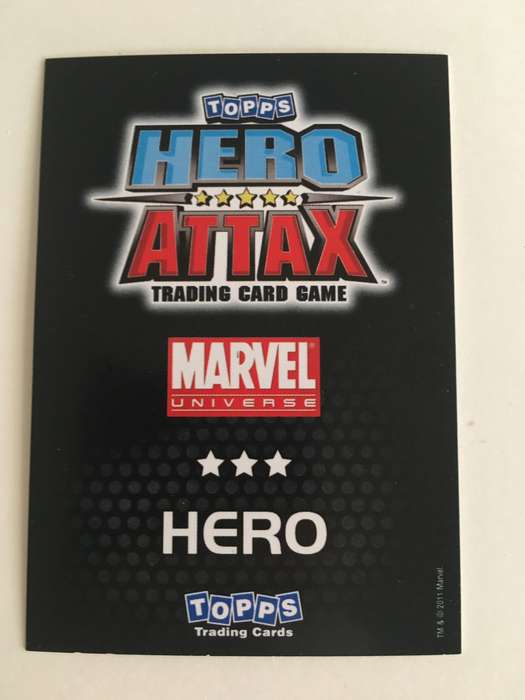 TOPPS
HERO
ATTAX
TRADING CARD GAME
MARVEL
UNIVERSE
HERO
TOPPS
Trading Cards
TM & © 2011 Marvel.